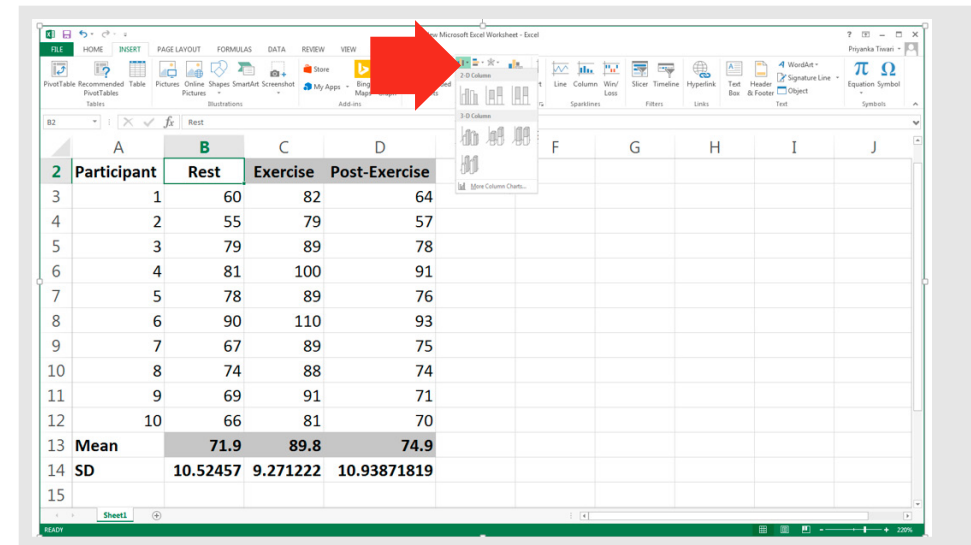 New Microsoft Excel Worksheet - Excel
FILE HOME INSERT PAGE LAYOUT FORMULAS DATA REVIEW VIEW Priyanka Tiwari
PivotTable Recommended PivotTables Table
Pictures Online Pictures Shapes SmartArt Screenshot
Store
My Apps
Bing Maps
Line Column Win/Loss
Slicer Timeline
Hyperlink
Text Box Header & Footer
WordArt
Signature Line
Object
Equation Symbol
Tables Illustrations Add-ins Sparklines Filters Links Text Symbols
2-D Column
3-D Column
More Column Charts...
B2 fx Rest
A B C D F G H I J
2 Participant Rest Exercise Post-Exercise
3 1 60 82 64
4 2 55 79 57
5 3 79 89 78
6 4 81 100 91
7 5 78 89 76
8 6 90 110 93
9 7 67 89 75
10 8 74 88 74
11 9 69 91 71
12 10 66 81 70
13 Mean 71.9 89.8 74.9
14 SD 10.52457 9.271222 10.93871819
15
Sheet1
READY 220%